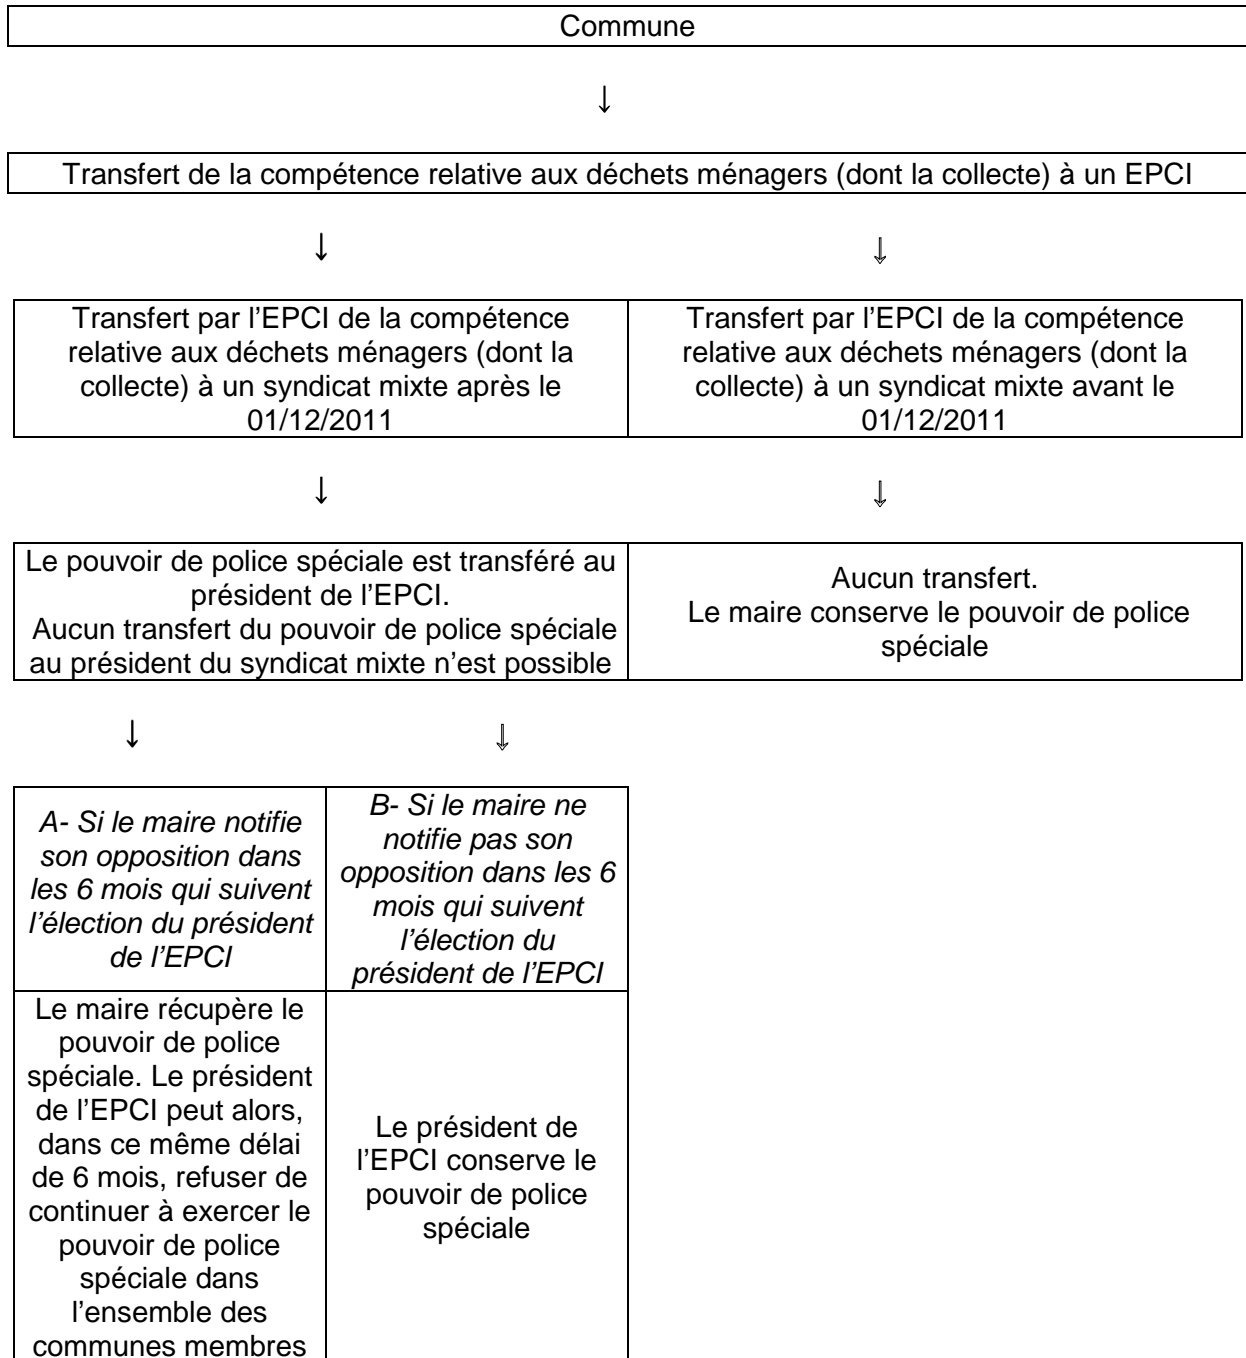 Commune
↓
Transfert de la compétence relative aux déchets ménagers (dont la collecte) à un EPCI
↓ ⇓
Transfert par l'EPCI de la compétence
relative aux déchets ménagers (dont la
collecte) à un syndicat mixte après le
01/12/2011
Transfert par l'EPCI de la compétence
relative aux déchets ménagers (dont la
collecte) à un syndicat mixte avant le
01/12/2011
↓ ⇓
Le pouvoir de police spéciale est transféré au
président de l'EPCI.
Aucun transfert du pouvoir de police spéciale
au président du syndicat mixte n'est possible
Aucun transfert.
Le maire conserve le pouvoir de police
spéciale
↓ ⇓
A- Si le maire notifie
son opposition dans
les 6 mois qui suivent
l'élection du président
de l'EPCI
B- Si le maire ne
notifie pas son
opposition dans les 6
mois qui suivent
l'élection du
président de l'EPCI
Le maire récupère le
pouvoir de police
spéciale. Le président
de l'EPCI peut alors,
dans ce même délai
de 6 mois, refuser de
continuer à exercer le
pouvoir de police
spéciale dans
l'ensemble des
communes membres
Le président de
l'EPCI conserve le
pouvoir de police
spéciale